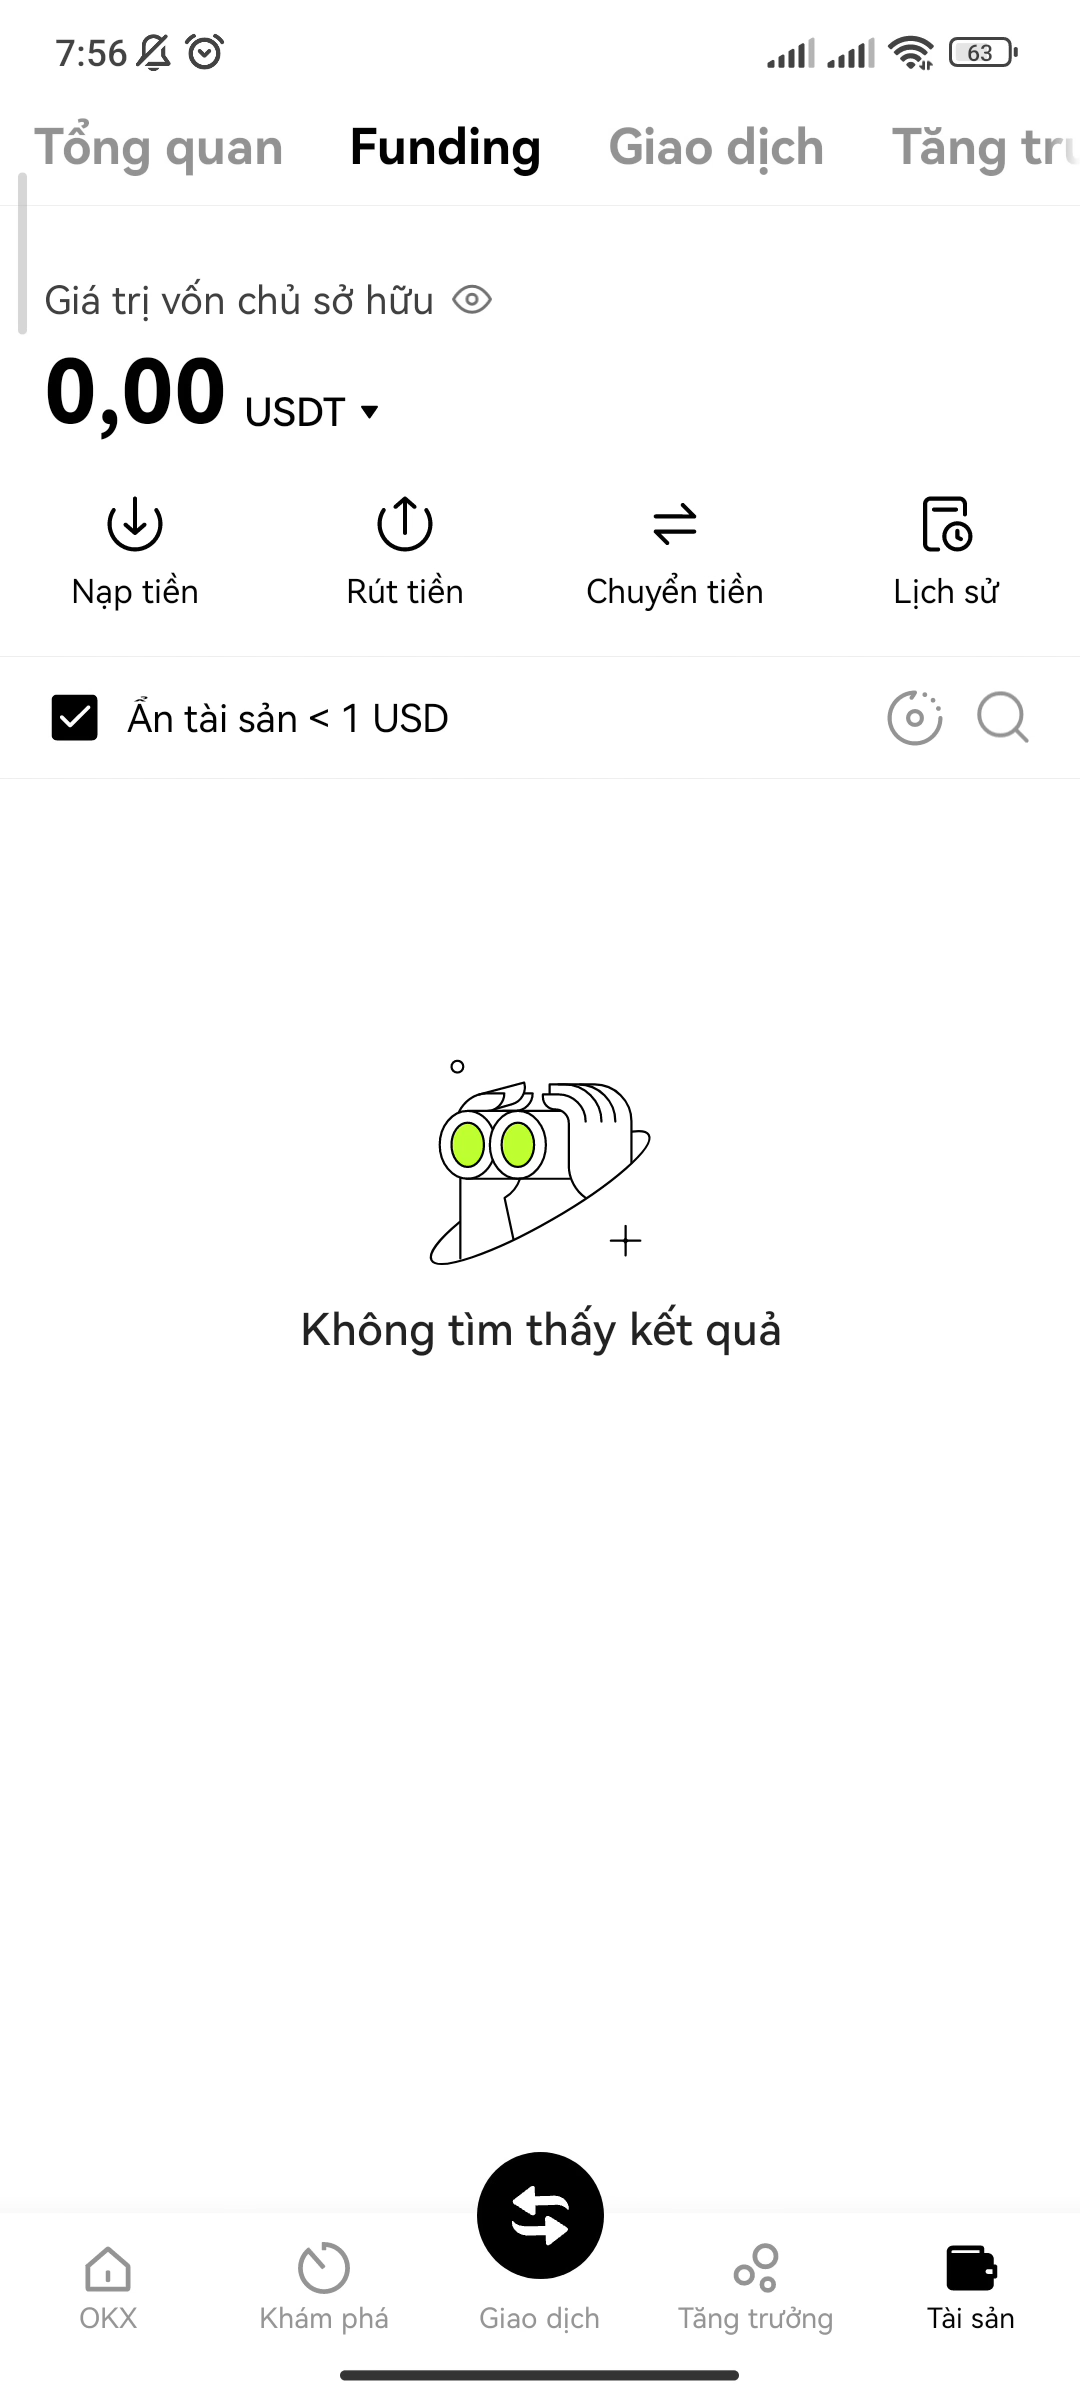 7:56
63
Tổng quan Funding Giao dịch Tăng trư
Giá trị vốn chủ sở hữu
0,00 USDT
Nạp tiền Rút tiền Chuyển tiền Lịch sử
Ẩn tài sản < 1 USD
Không tìm thấy kết quả
OKX Khám phá Giao dịch Tăng trưởng Tài sản